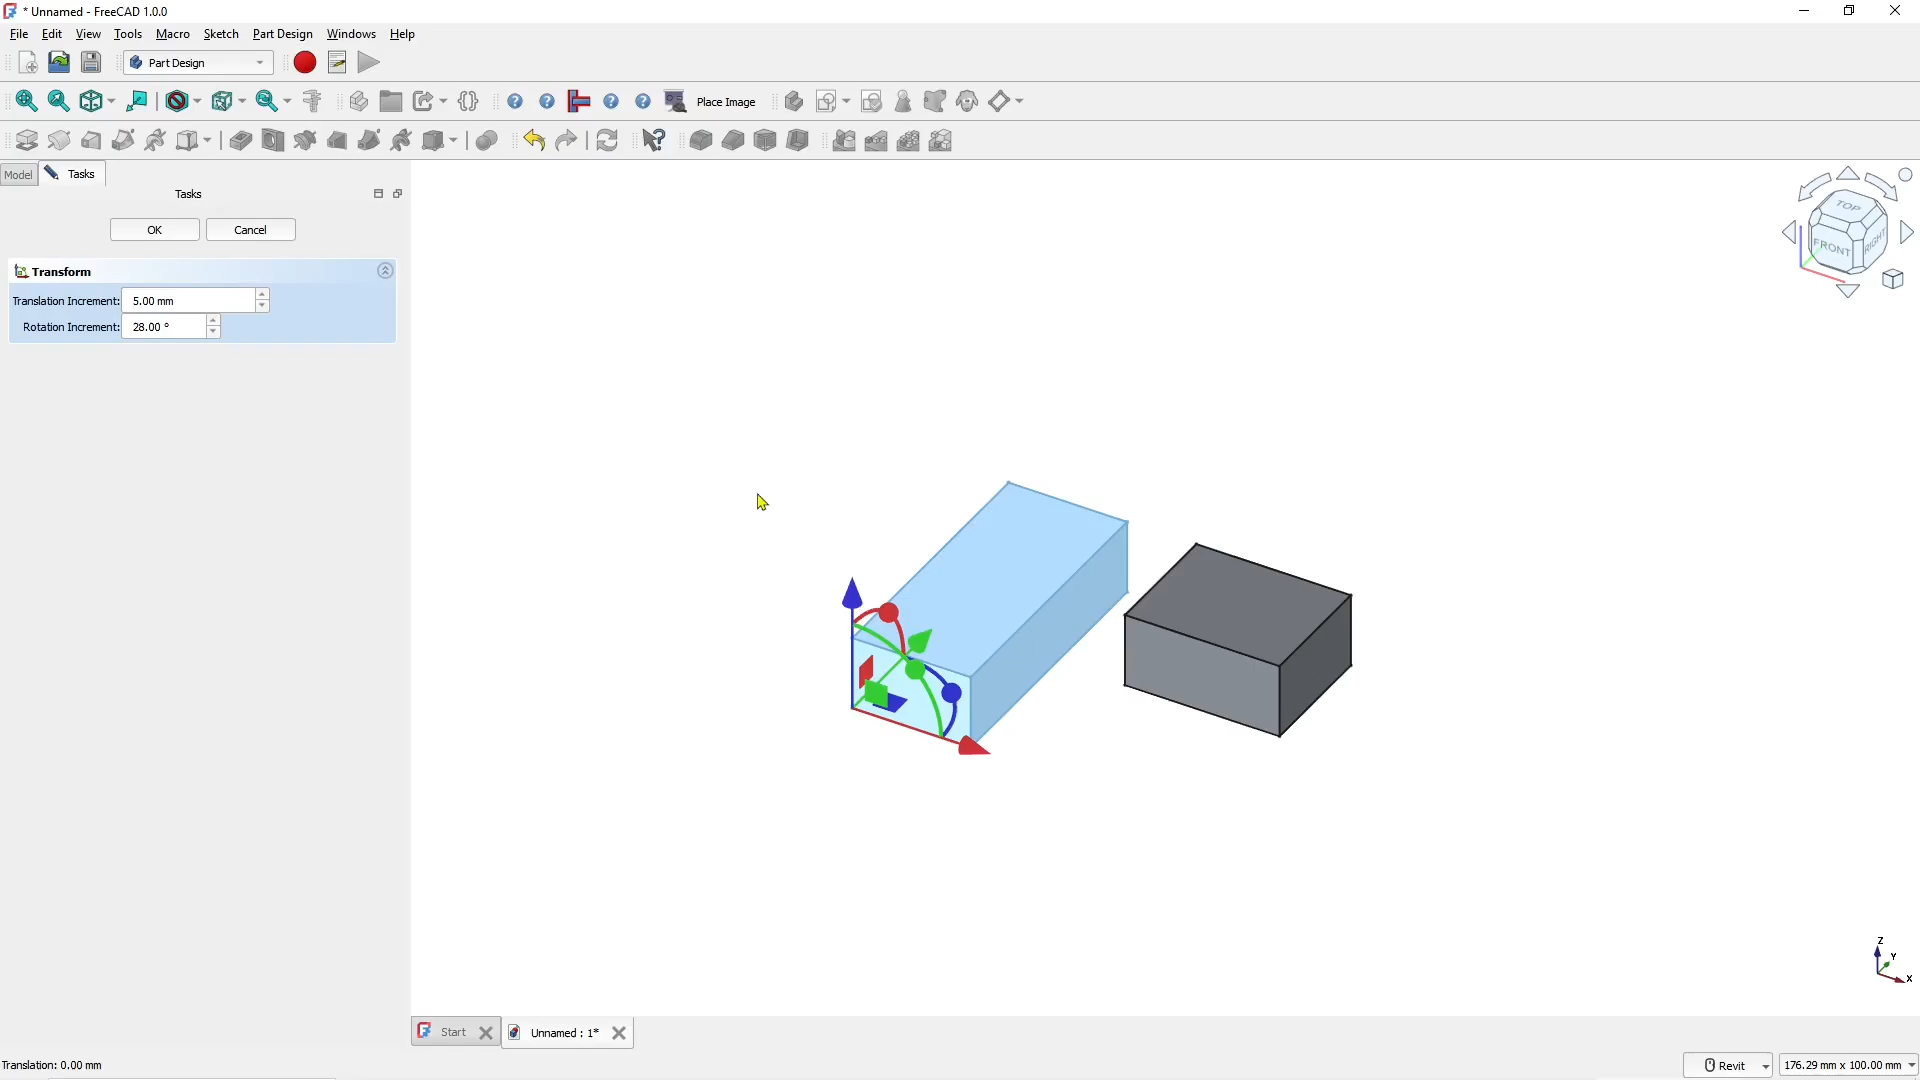 * Unnamed - FreeCAD 1.0.0
File Edit View Tools Macro Sketch Part Design Windows Help
Part Design
Place Image
Model Tasks
Tasks
OK Cancel
Transform
Translation Increment: 5.00 mm
Rotation Increment: 28.00 °
TOP
FRONT
RIGHT
Z
Y
X
Start Unnamed : 1*
Translation: 0.00 mm
Revit 176.29 mm x 100.00 mm